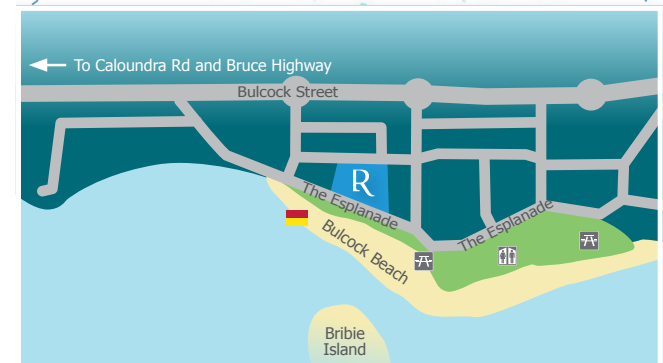 To Caloundra Rd and Bruce Highway
Bulcock Street
R
The Esplanade
The Esplanade
Bulcock Beach
Bribie
Island